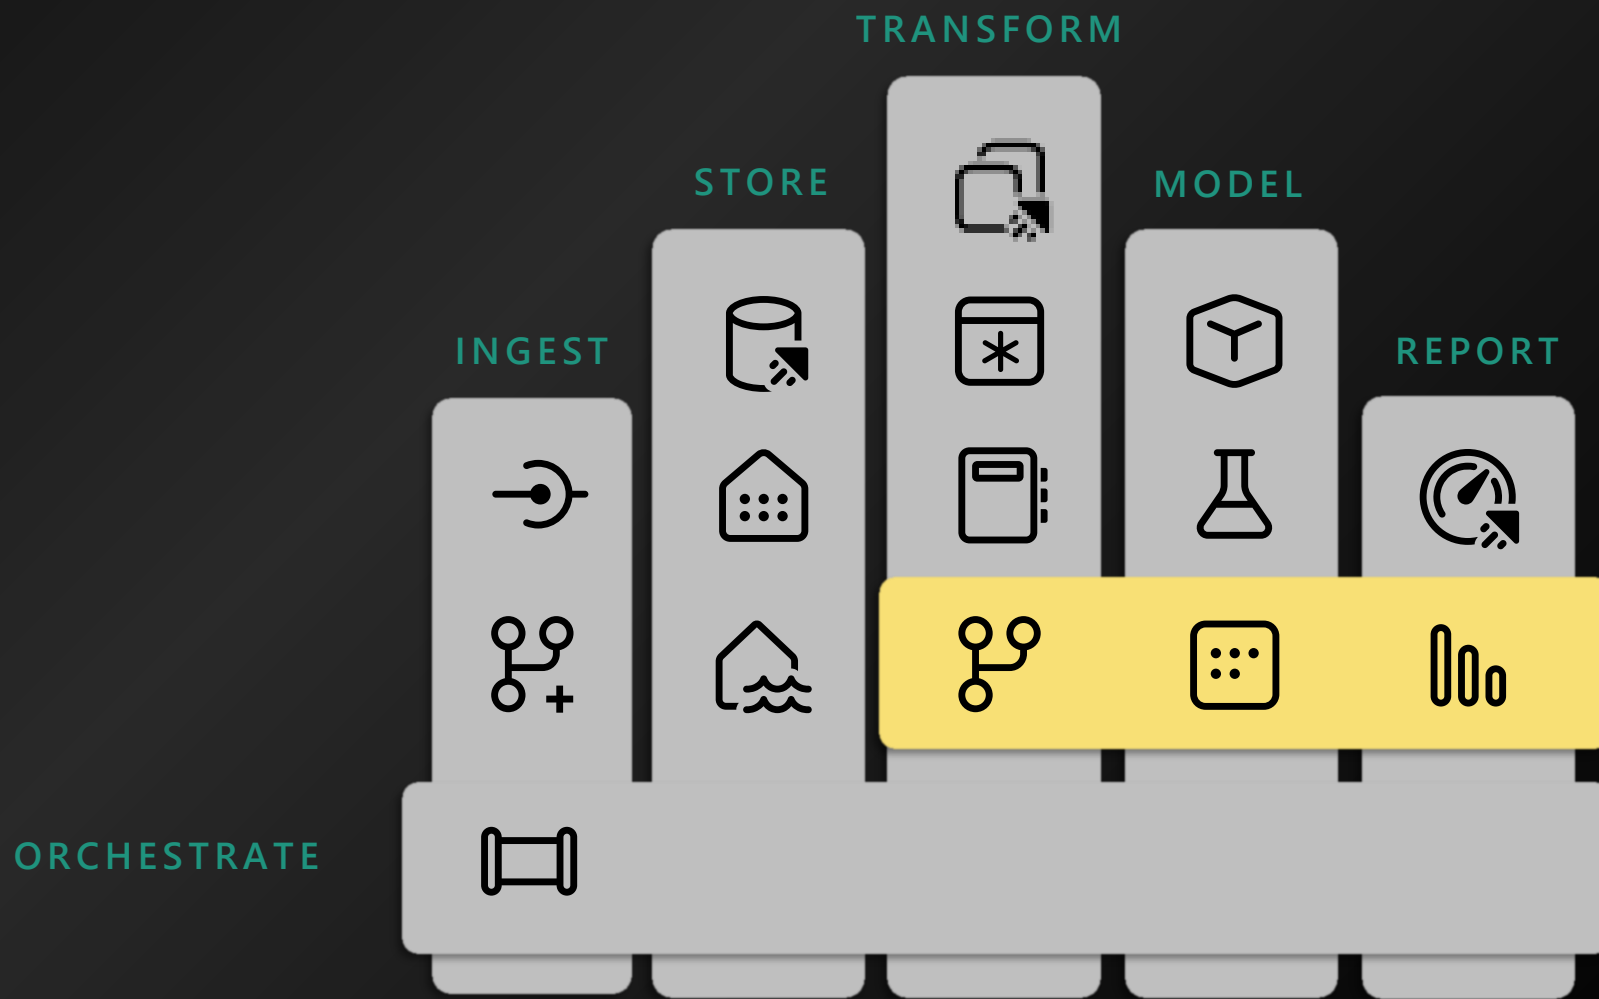 TRANSFORM
STORE
MODEL
INGEST
REPORT
ORCHESTRATE